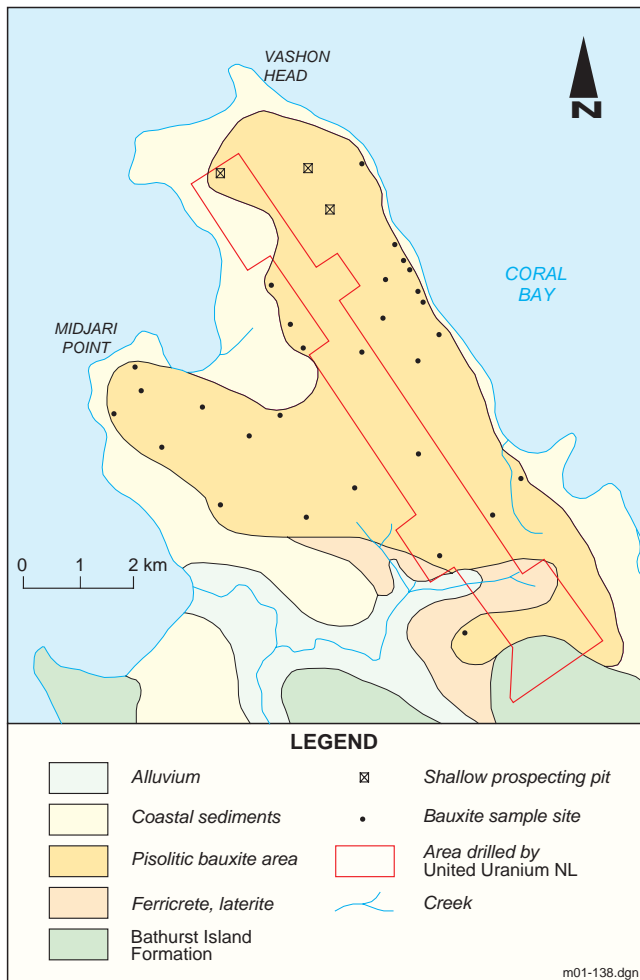 VASHON
HEAD
N
CORAL
BAY
MIDJARI
POINT
0 1 2 km
LEGEND
Alluvium
Coastal sediments
Pisolitic bauxite area
Ferricrete, laterite
Bathurst Island
Formation
Shallow prospecting pit
Bauxite sample site
Area drilled by
United Uranium NL
Creek
m01-138.dgn